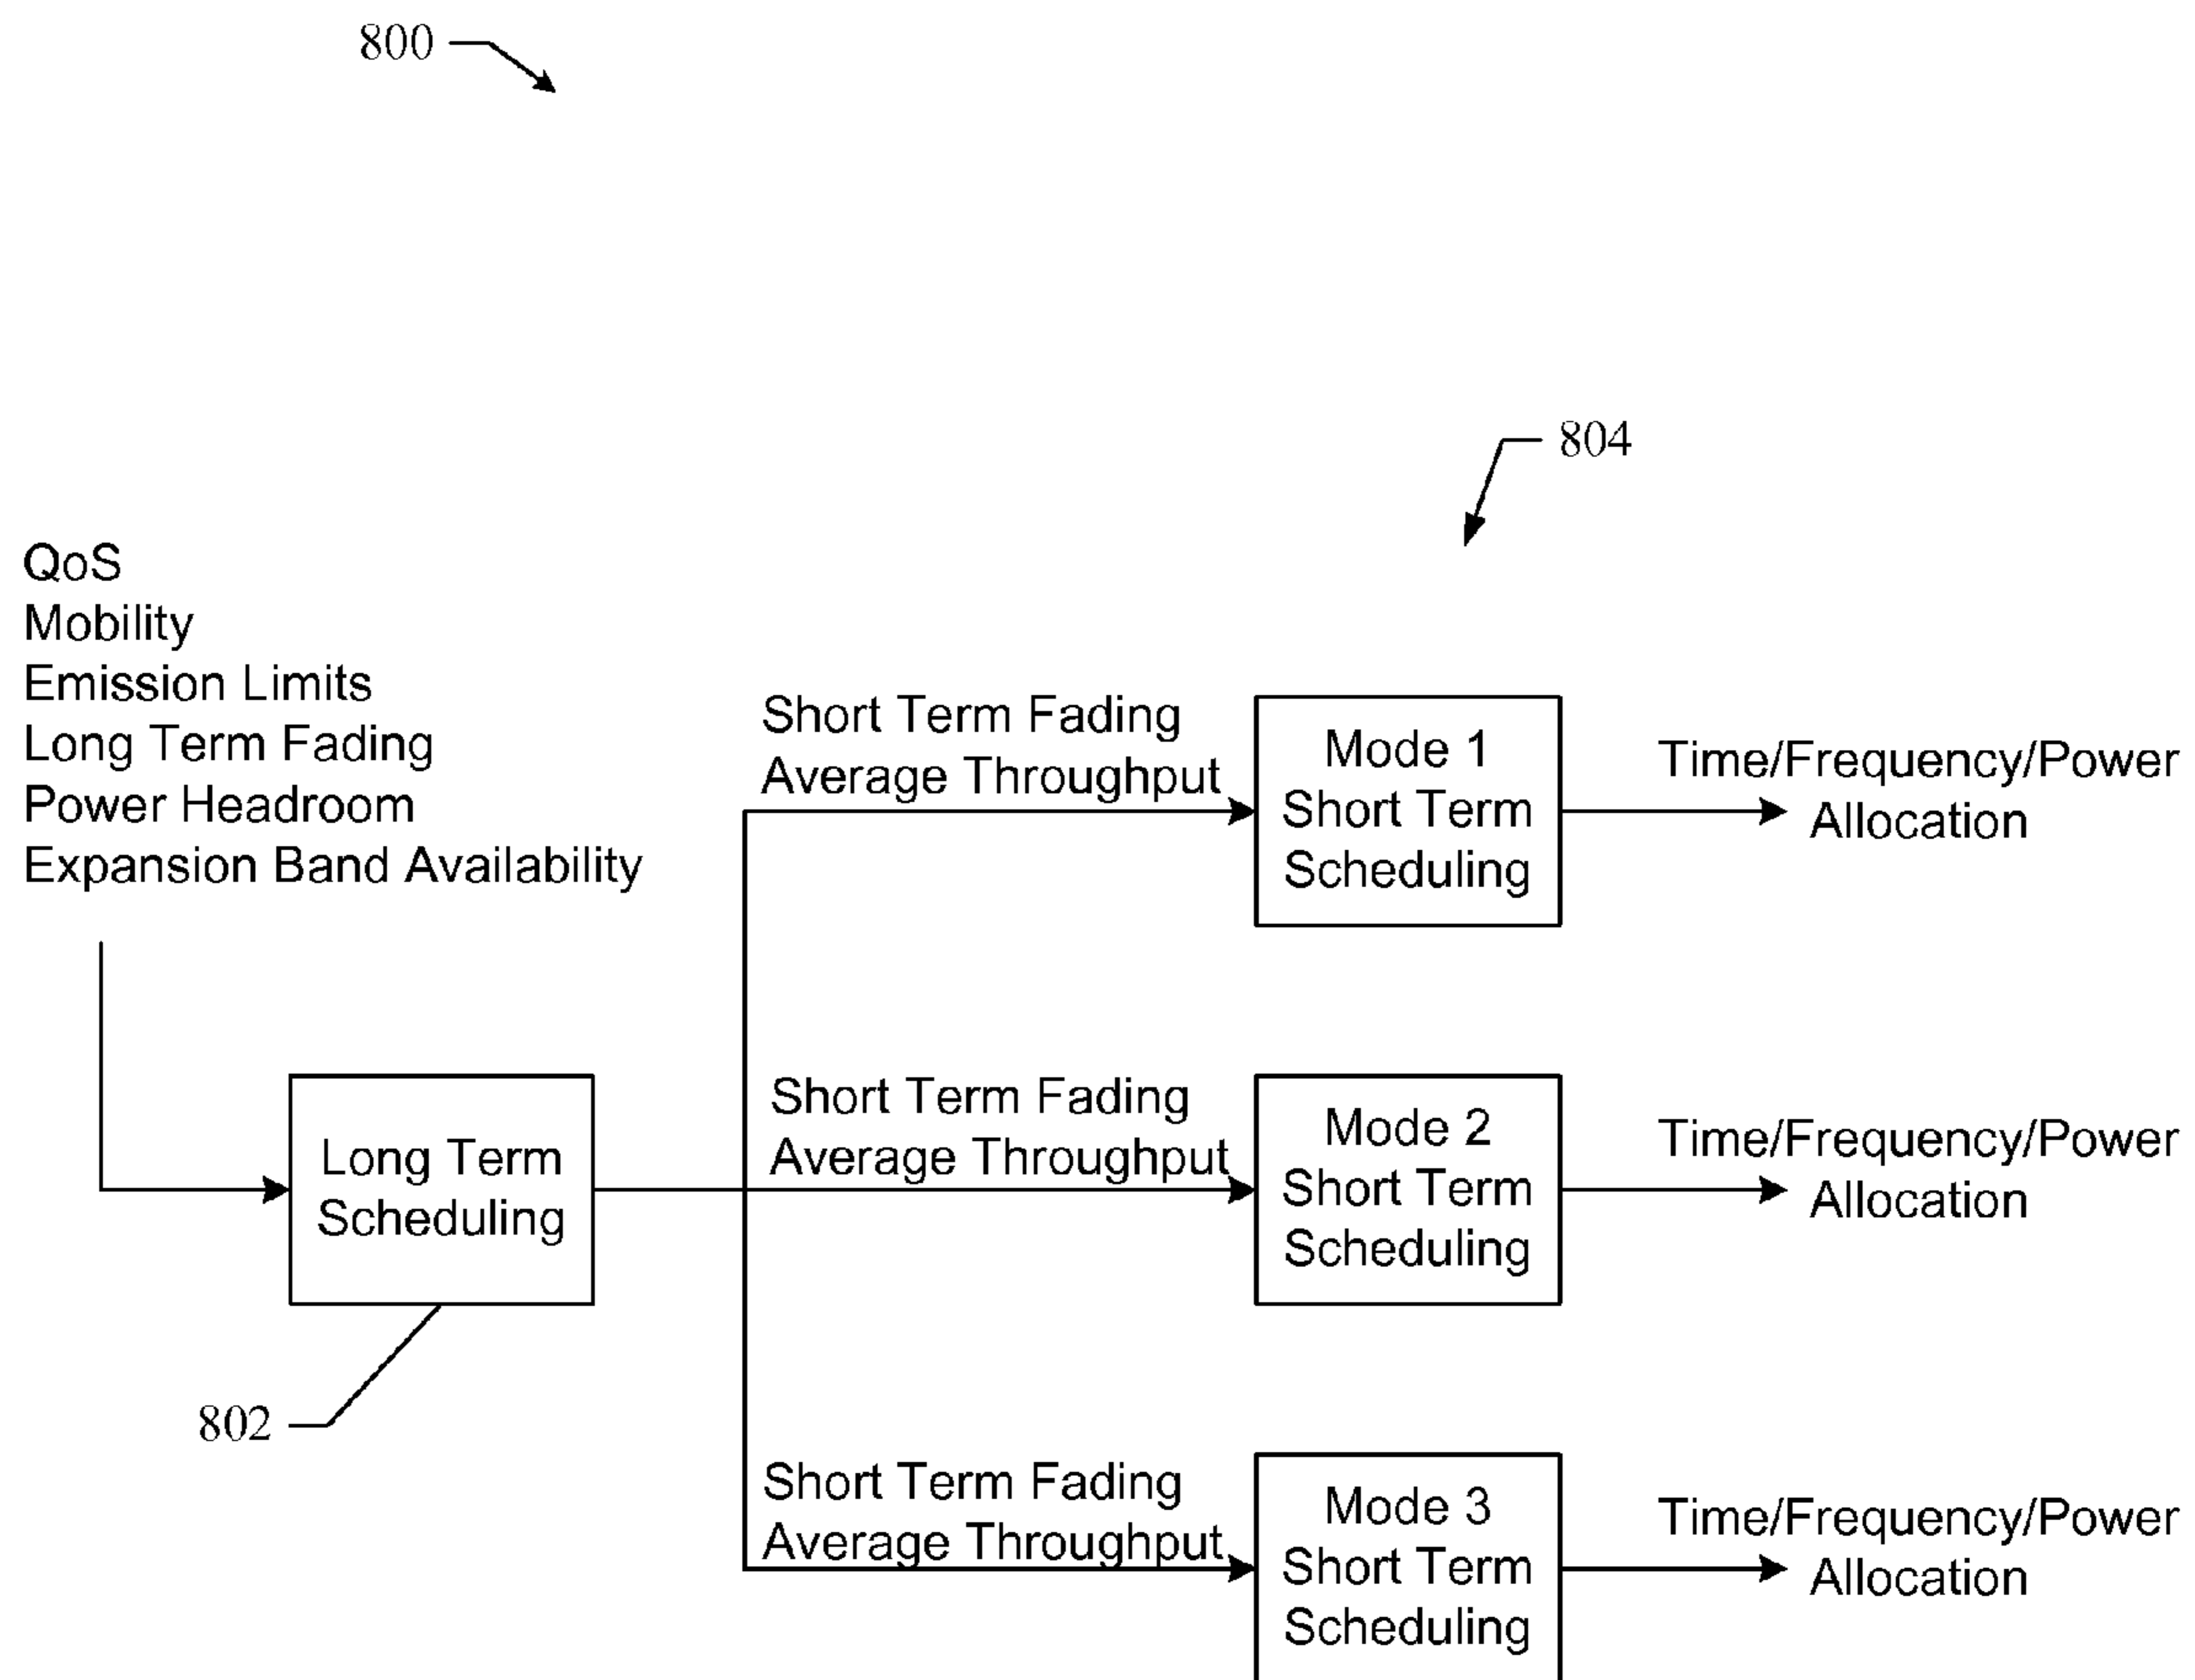 800
804
QoS
Mobility
Emission Limits
Long Term Fading
Power Headroom
Expansion Band Availability
Short Term Fading
Average Throughput
Mode 1
Short Term
Scheduling
Time/Frequency/Power
Allocation
Long Term
Scheduling
802
Short Term Fading
Average Throughput
Mode 2
Short Term
Scheduling
Time/Frequency/Power
Allocation
Short Term Fading
Average Throughput
Mode 3
Short Term
Scheduling
Time/Frequency/Power
Allocation